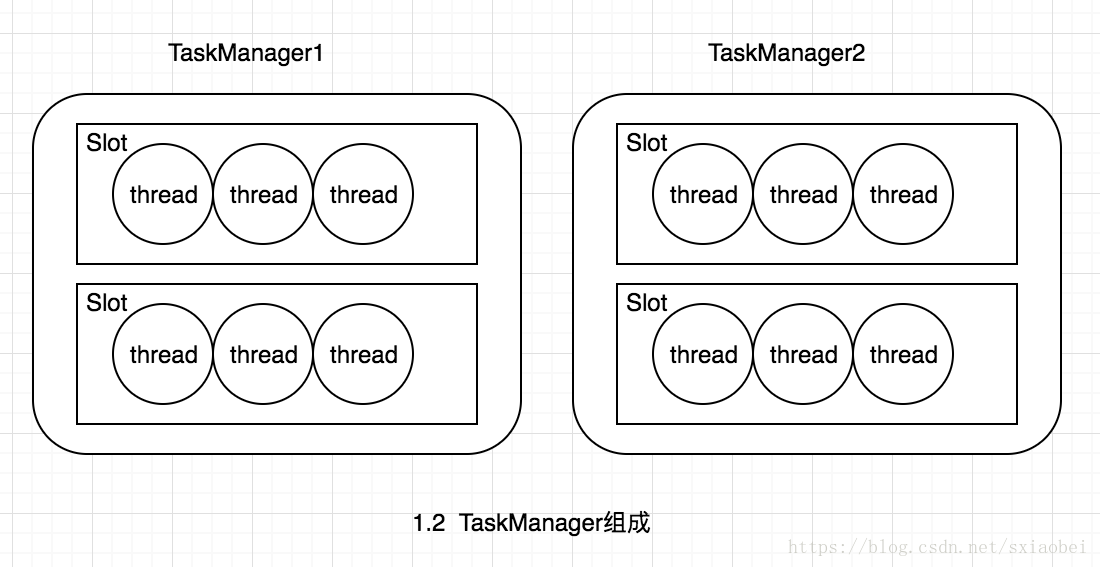 TaskManager1
TaskManager2
Slot
thread thread thread
Slot
thread thread thread
Slot
thread thread thread
Slot
thread thread thread
1.2 TaskManager组成
https://blog.csdn.net/sxiaobei